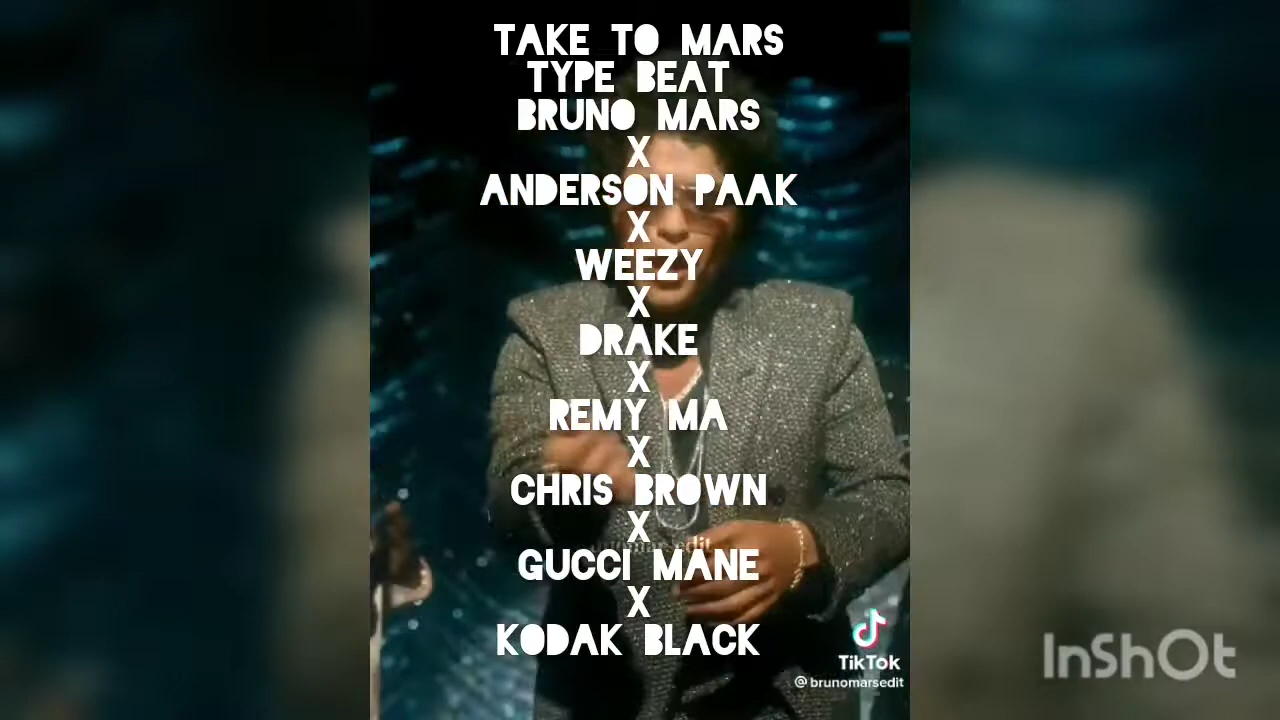 TAKE TO MARS
TYPE BEAT
BRUNO MARS
X
ANDERSON PAAK
X
WEEZY
X
DRAKE
X
REMY MA
X
CHRIS BROWN
X
GUCCI MANE
X
KODAK BLACK
TikTok
@brunomarsedit
InShOt